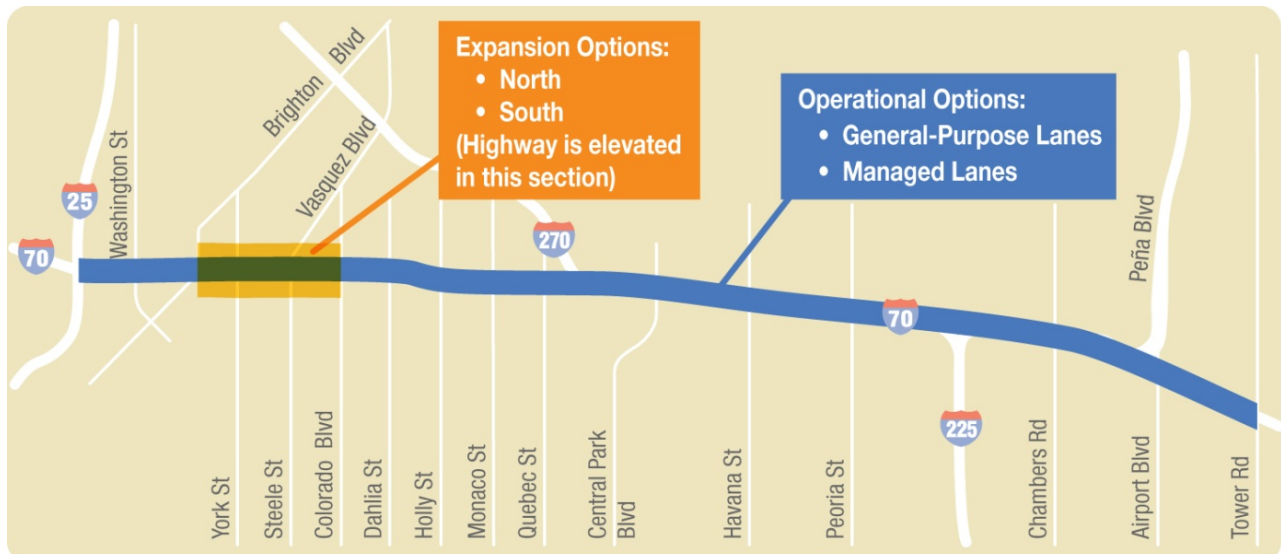 Expansion Options:
• North
• South
(Highway is elevated
in this section)
Operational Options:
• General-Purpose Lanes
• Managed Lanes
Brighton Blvd
Vasquez Blvd
Washington St
25
70
270
70
225
Peña Blvd
York St
Steele St
Colorado Blvd
Dahlia St
Holly St
Monaco St
Quebec St
Central Park
Blvd
Havana St
Peoria St
Chambers Rd
Airport Blvd
Tower Rd